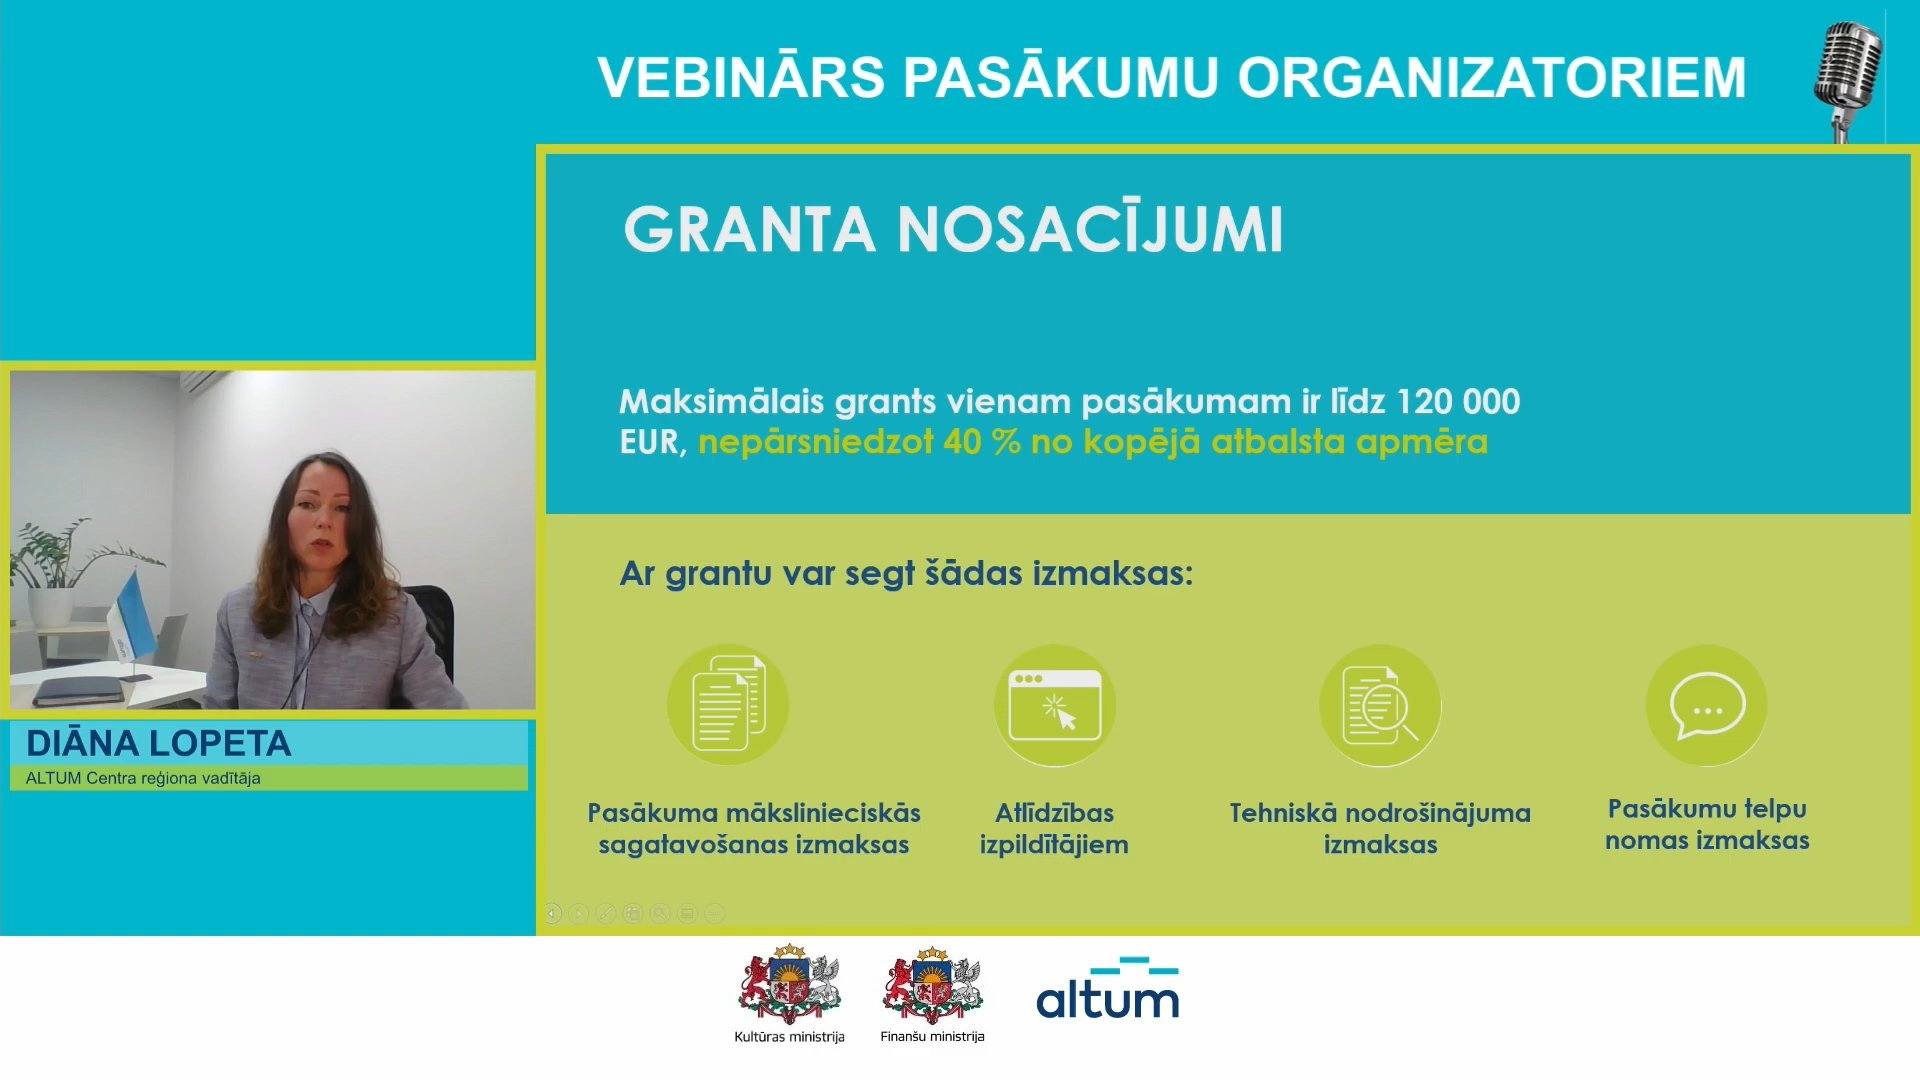 VEBINĀRS PASĀKUMU ORGANIZATORIEM
GRANTA NOSACĪJUMI
Maksimālais grants vienam pasākumam ir līdz 120 000
EUR, nepārsniedzot 40 % no kopējā atbalsta apmēra
Ar grantu var segt šādas izmaksas:
Pasākuma mākslinieciskās
sagatavošanas izmaksas
Atlīdzības
izpildītājiem
Tehniskā nodrošinājuma
izmaksas
Pasākumu telpu
nomas izmaksas
altum
DIĀNA LOPETA
ALTUM Centra reģiona vadītāja
Kultūras ministrija
Finanšu ministrija
altum